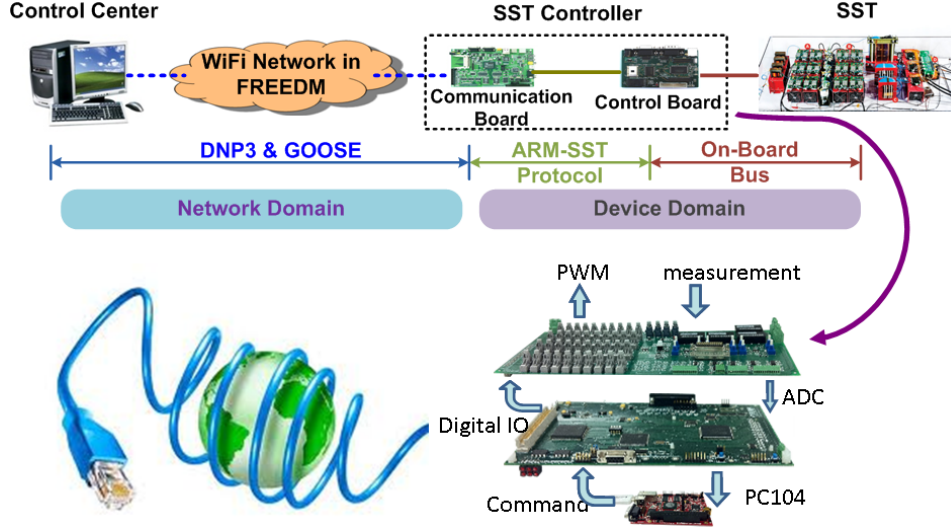 Control Center
SST Controller
SST
WiFi Network in
FREEDM
Communication
Board
Control Board
DNP3 & GOOSE
ARM-SST
Protocol
On-Board
Bus
Network Domain
Device Domain
PWM
measurement
Digital IO
ADC
Command
PC104